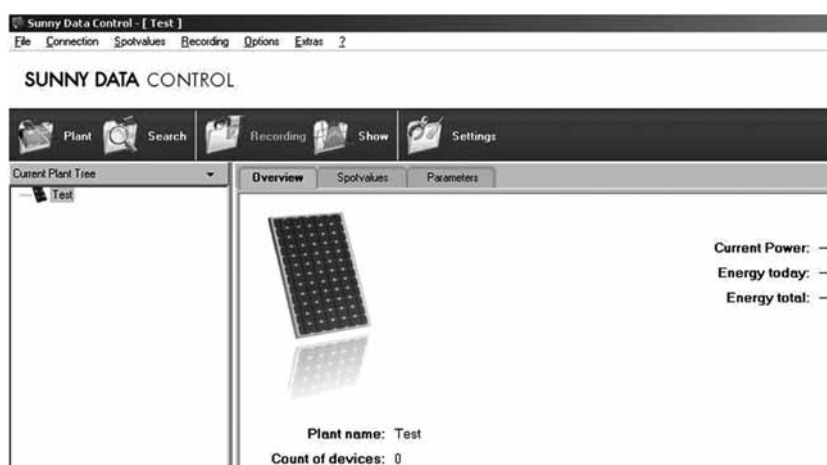 Sunny Data Control - [ Test ]
File Connection Spotvalues Recording Options Extras ?
SUNNY DATA CONTROL
Plant Search Recording Show Settings
Current Plant Tree
Test
Overview Spotvalues Parameters
Current Power: –
Energy today: –
Energy total: –
Plant name: Test
Count of devices: 0